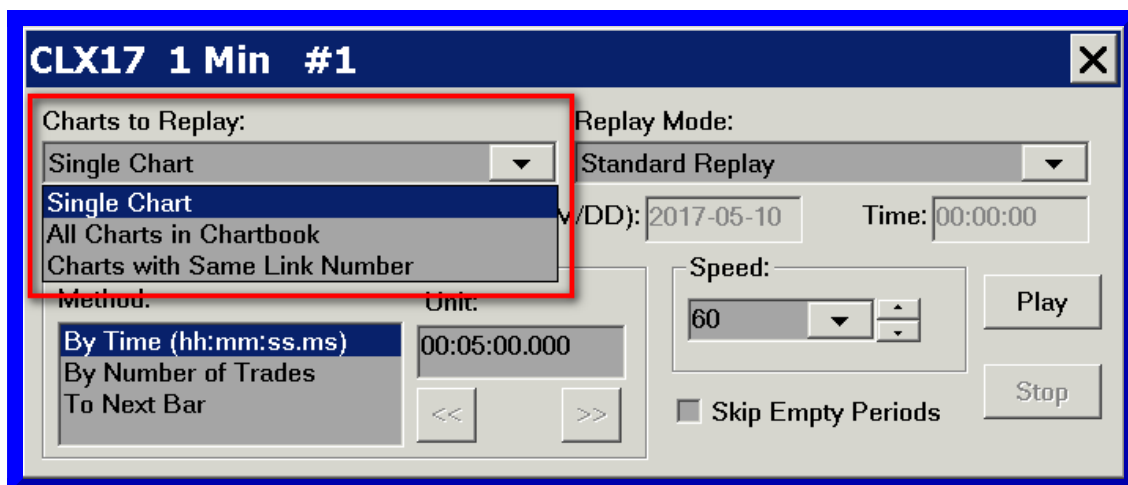 CLX17 1 Min #1
Charts to Replay:
Replay Mode:
Single Chart
Standard Replay
Single Chart
All Charts in Chartbook
Charts with Same Link Number
/DD):
2017-05-10
Time:
00:00:00
Method:
Unit:
Speed:
By Time (hh:mm:ss.ms)
By Number of Trades
To Next Bar
00:05:00.000
<<
>>
60
Skip Empty Periods
Play
Stop